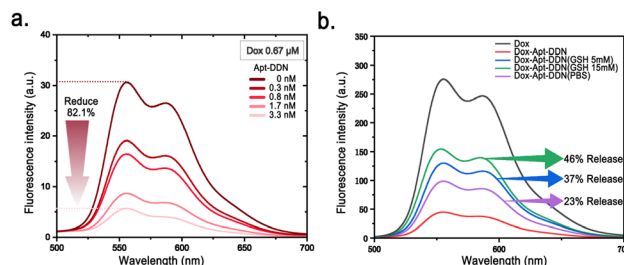 a.
Fluorescence intensity (a.u.)
40
30
20
10
0
500
550
600
650
700
Wavelength (nm)
Reduce
82.1%
Dox 0.67 μM
Apt-DDN
0 nM
0.3 nM
0.8 nM
1.7 nM
3.3 nM
b.
Fluorescence intensity (a.u.)
350
300
250
200
150
100
50
0
500
550
600
650
700
Wavelength (nm)
Dox
Dox-Apt-DDN
Dox-Apt-DDN(GSH 5mM)
Dox-Apt-DDN(GSH 15mM)
Dox-Apt-DDN(PBS)
46% Release
37% Release
23% Release